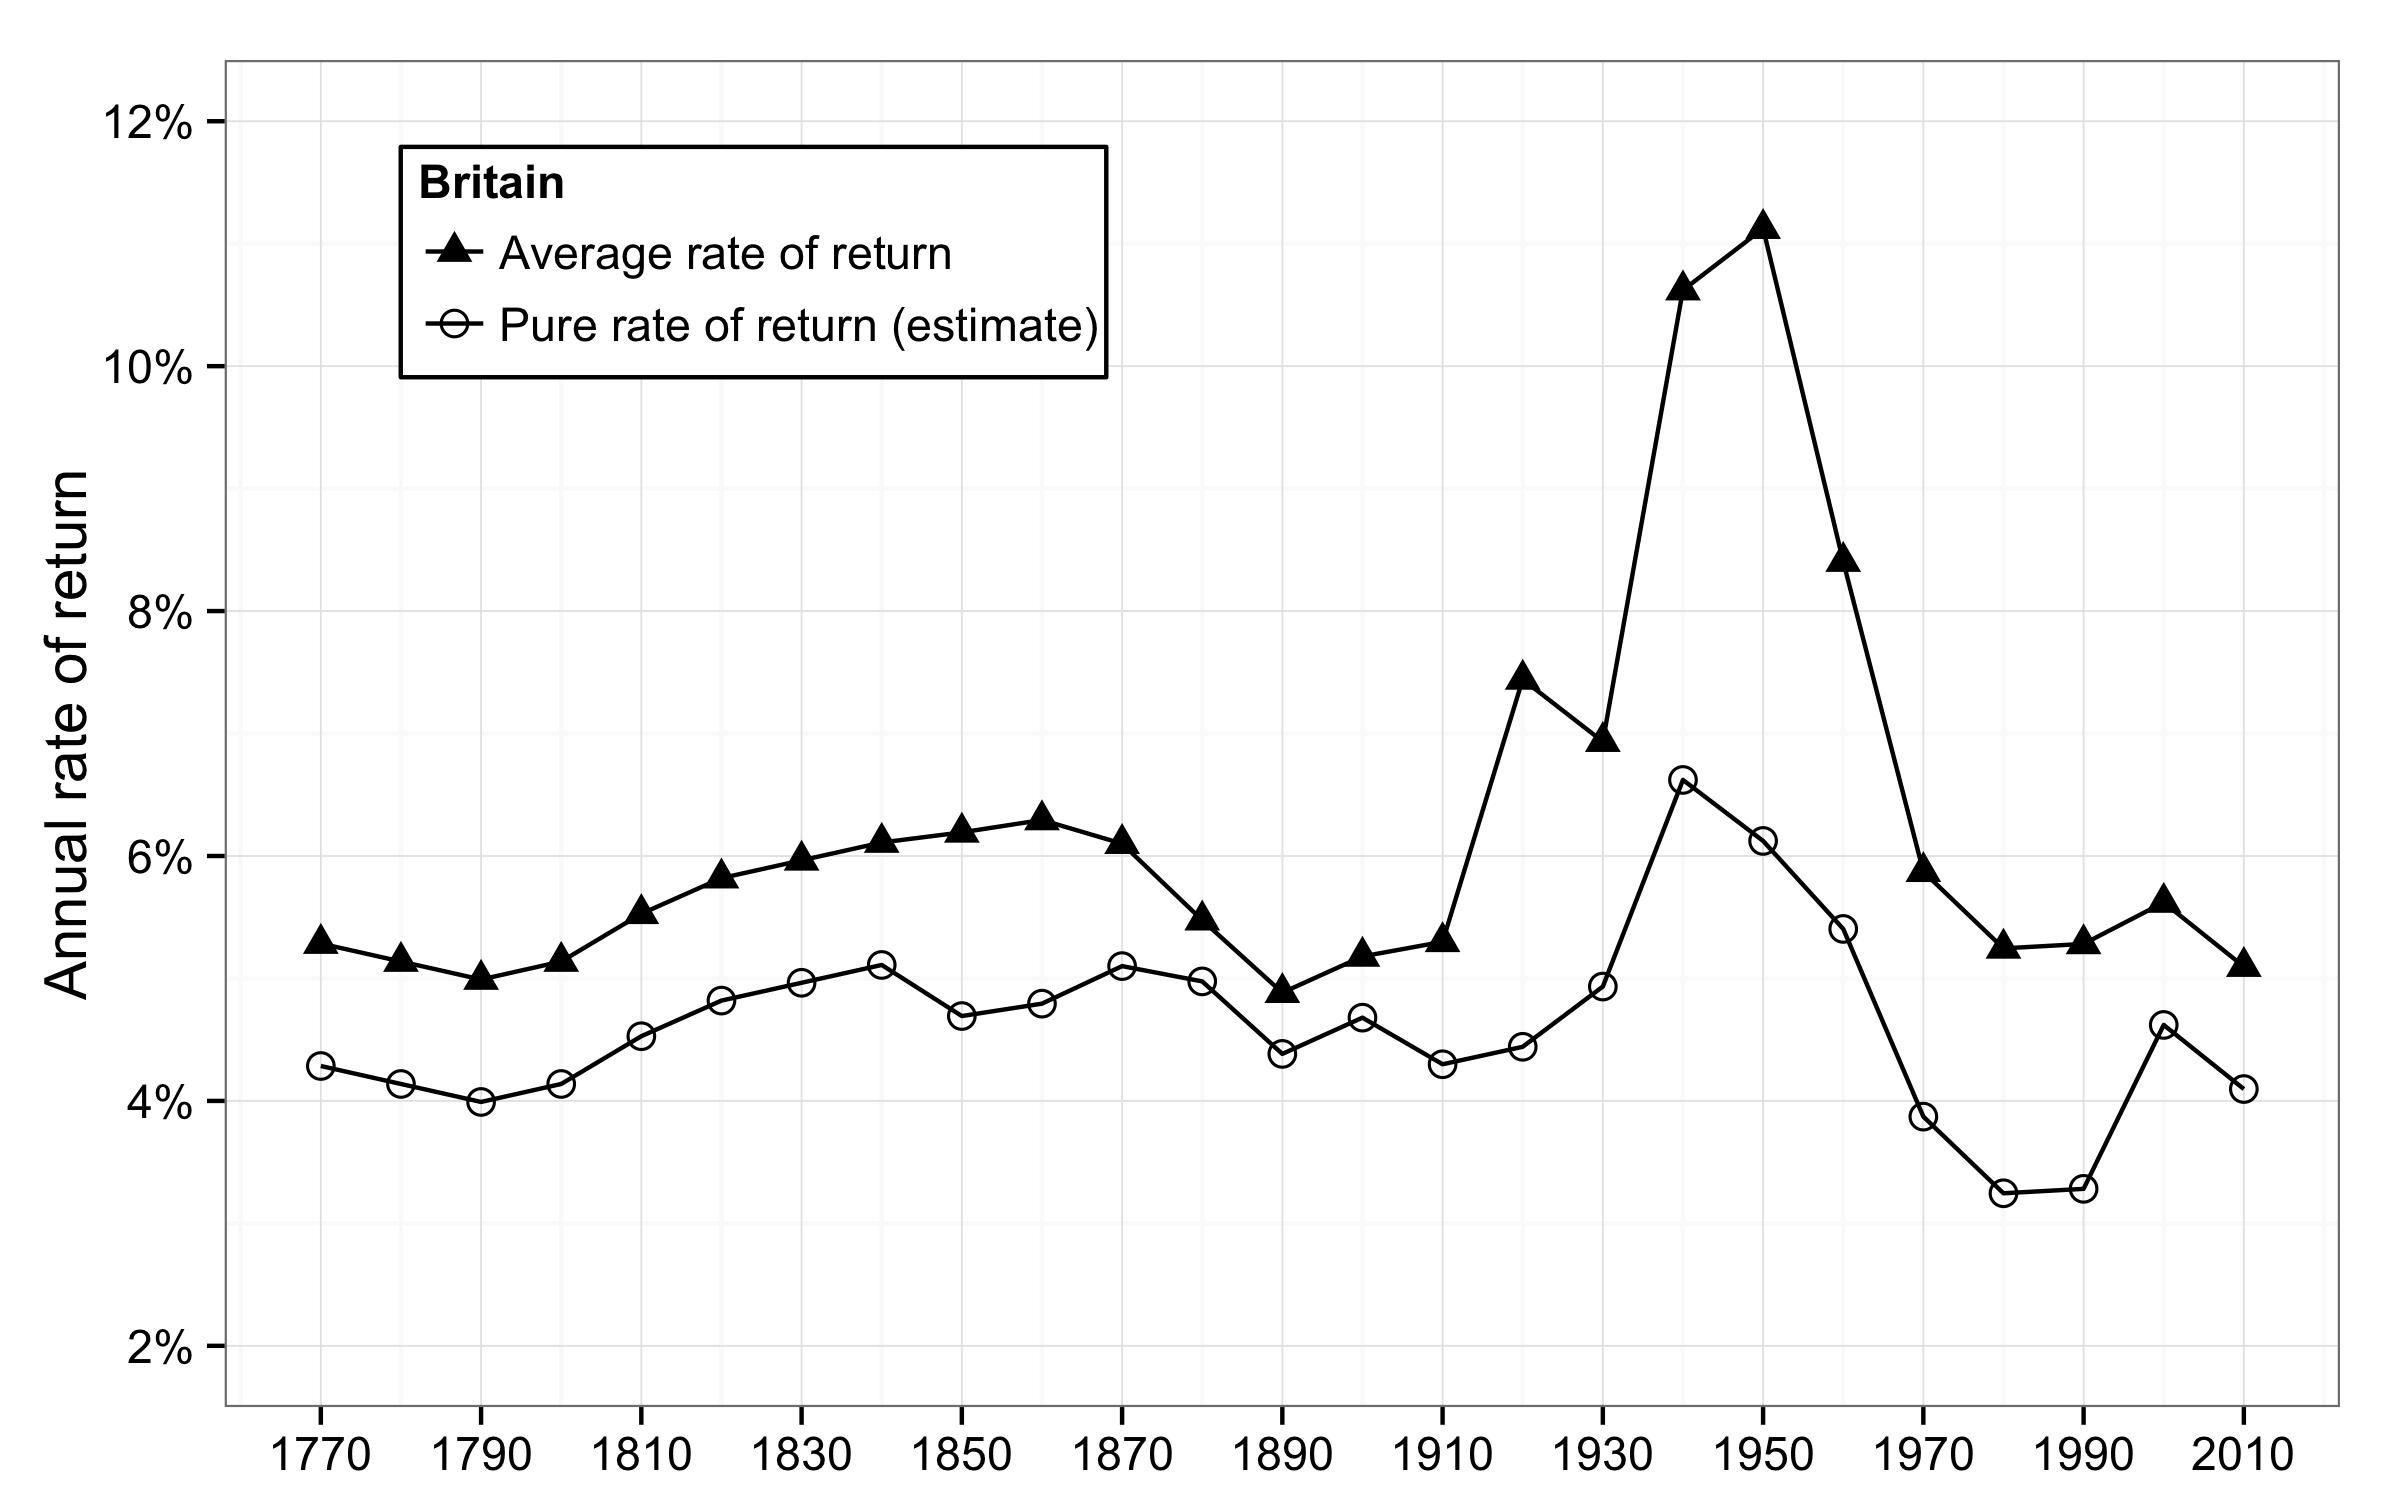 12%
10%
8%
6%
4%
2%
Annual rate of return
Britain
Average rate of return
Pure rate of return (estimate)
1770 1790 1810 1830 1850 1870 1890 1910 1930 1950 1970 1990 2010